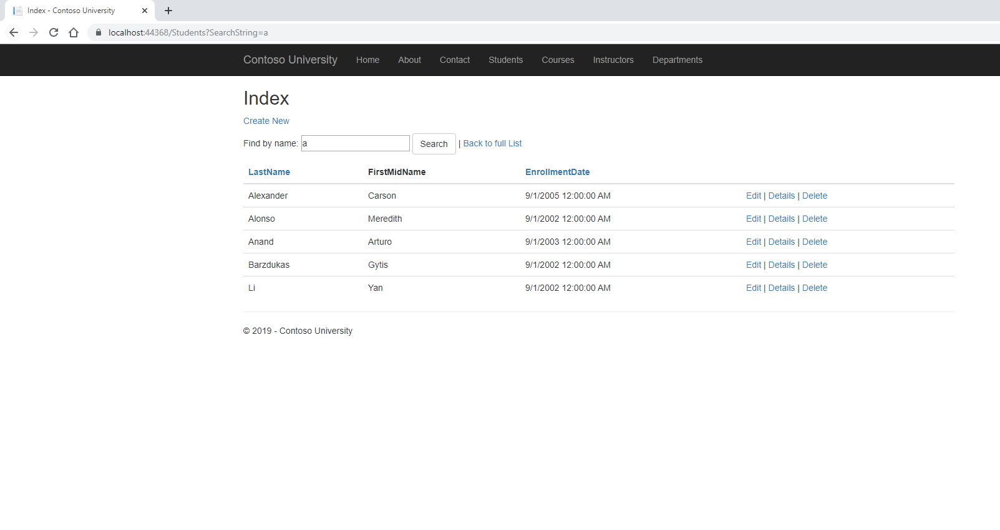 Index - Contoso University
localhost:44368/Students?SearchString=a
Contoso University Home About Contact Students Courses Instructors Departments
Index
Create New
Find by name: a Search | Back to full List
LastName FirstMidName EnrollmentDate
Alexander Carson 9/1/2005 12:00:00 AM Edit | Details | Delete
Alonso Meredith 9/1/2002 12:00:00 AM Edit | Details | Delete
Anand Arturo 9/1/2003 12:00:00 AM Edit | Details | Delete
Barzdukas Gytis 9/1/2002 12:00:00 AM Edit | Details | Delete
Li Yan 9/1/2002 12:00:00 AM Edit | Details | Delete
© 2019 - Contoso University